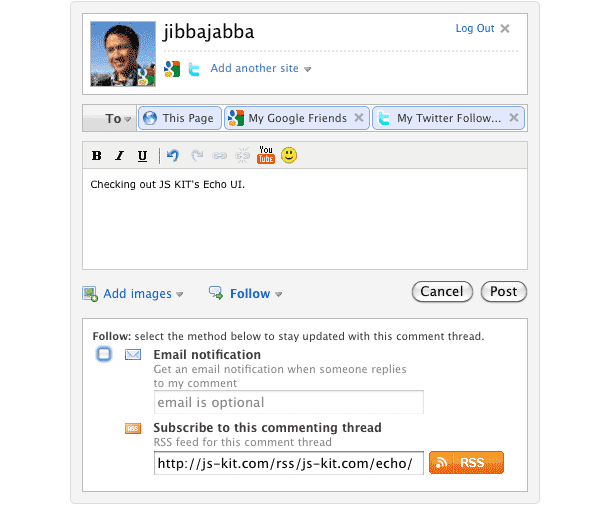 jibbajabba
Log Out
Add another site
To
This Page
My Google Friends
My Twitter Follow...
B I U
You
Tube
Checking out JS KIT's Echo UI.
Add images
Follow
Cancel
Post
Follow: select the method below to stay updated with this comment thread.
Email notification
Get an email notification when someone replies
to my comment
email is optional
RSS
Subscribe to this commenting thread
RSS feed for this comment thread
http://js-kit.com/rss/js-kit.com/echo/
RSS